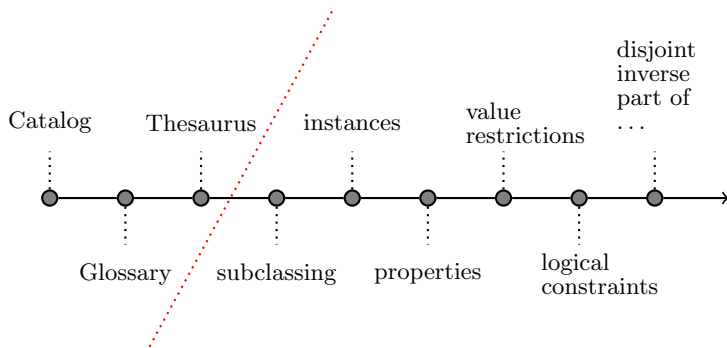 disjoint
inverse
part of
...
Catalog
Thesaurus
instances
value
restrictions
Glossary
subclassing
properties
logical
constraints